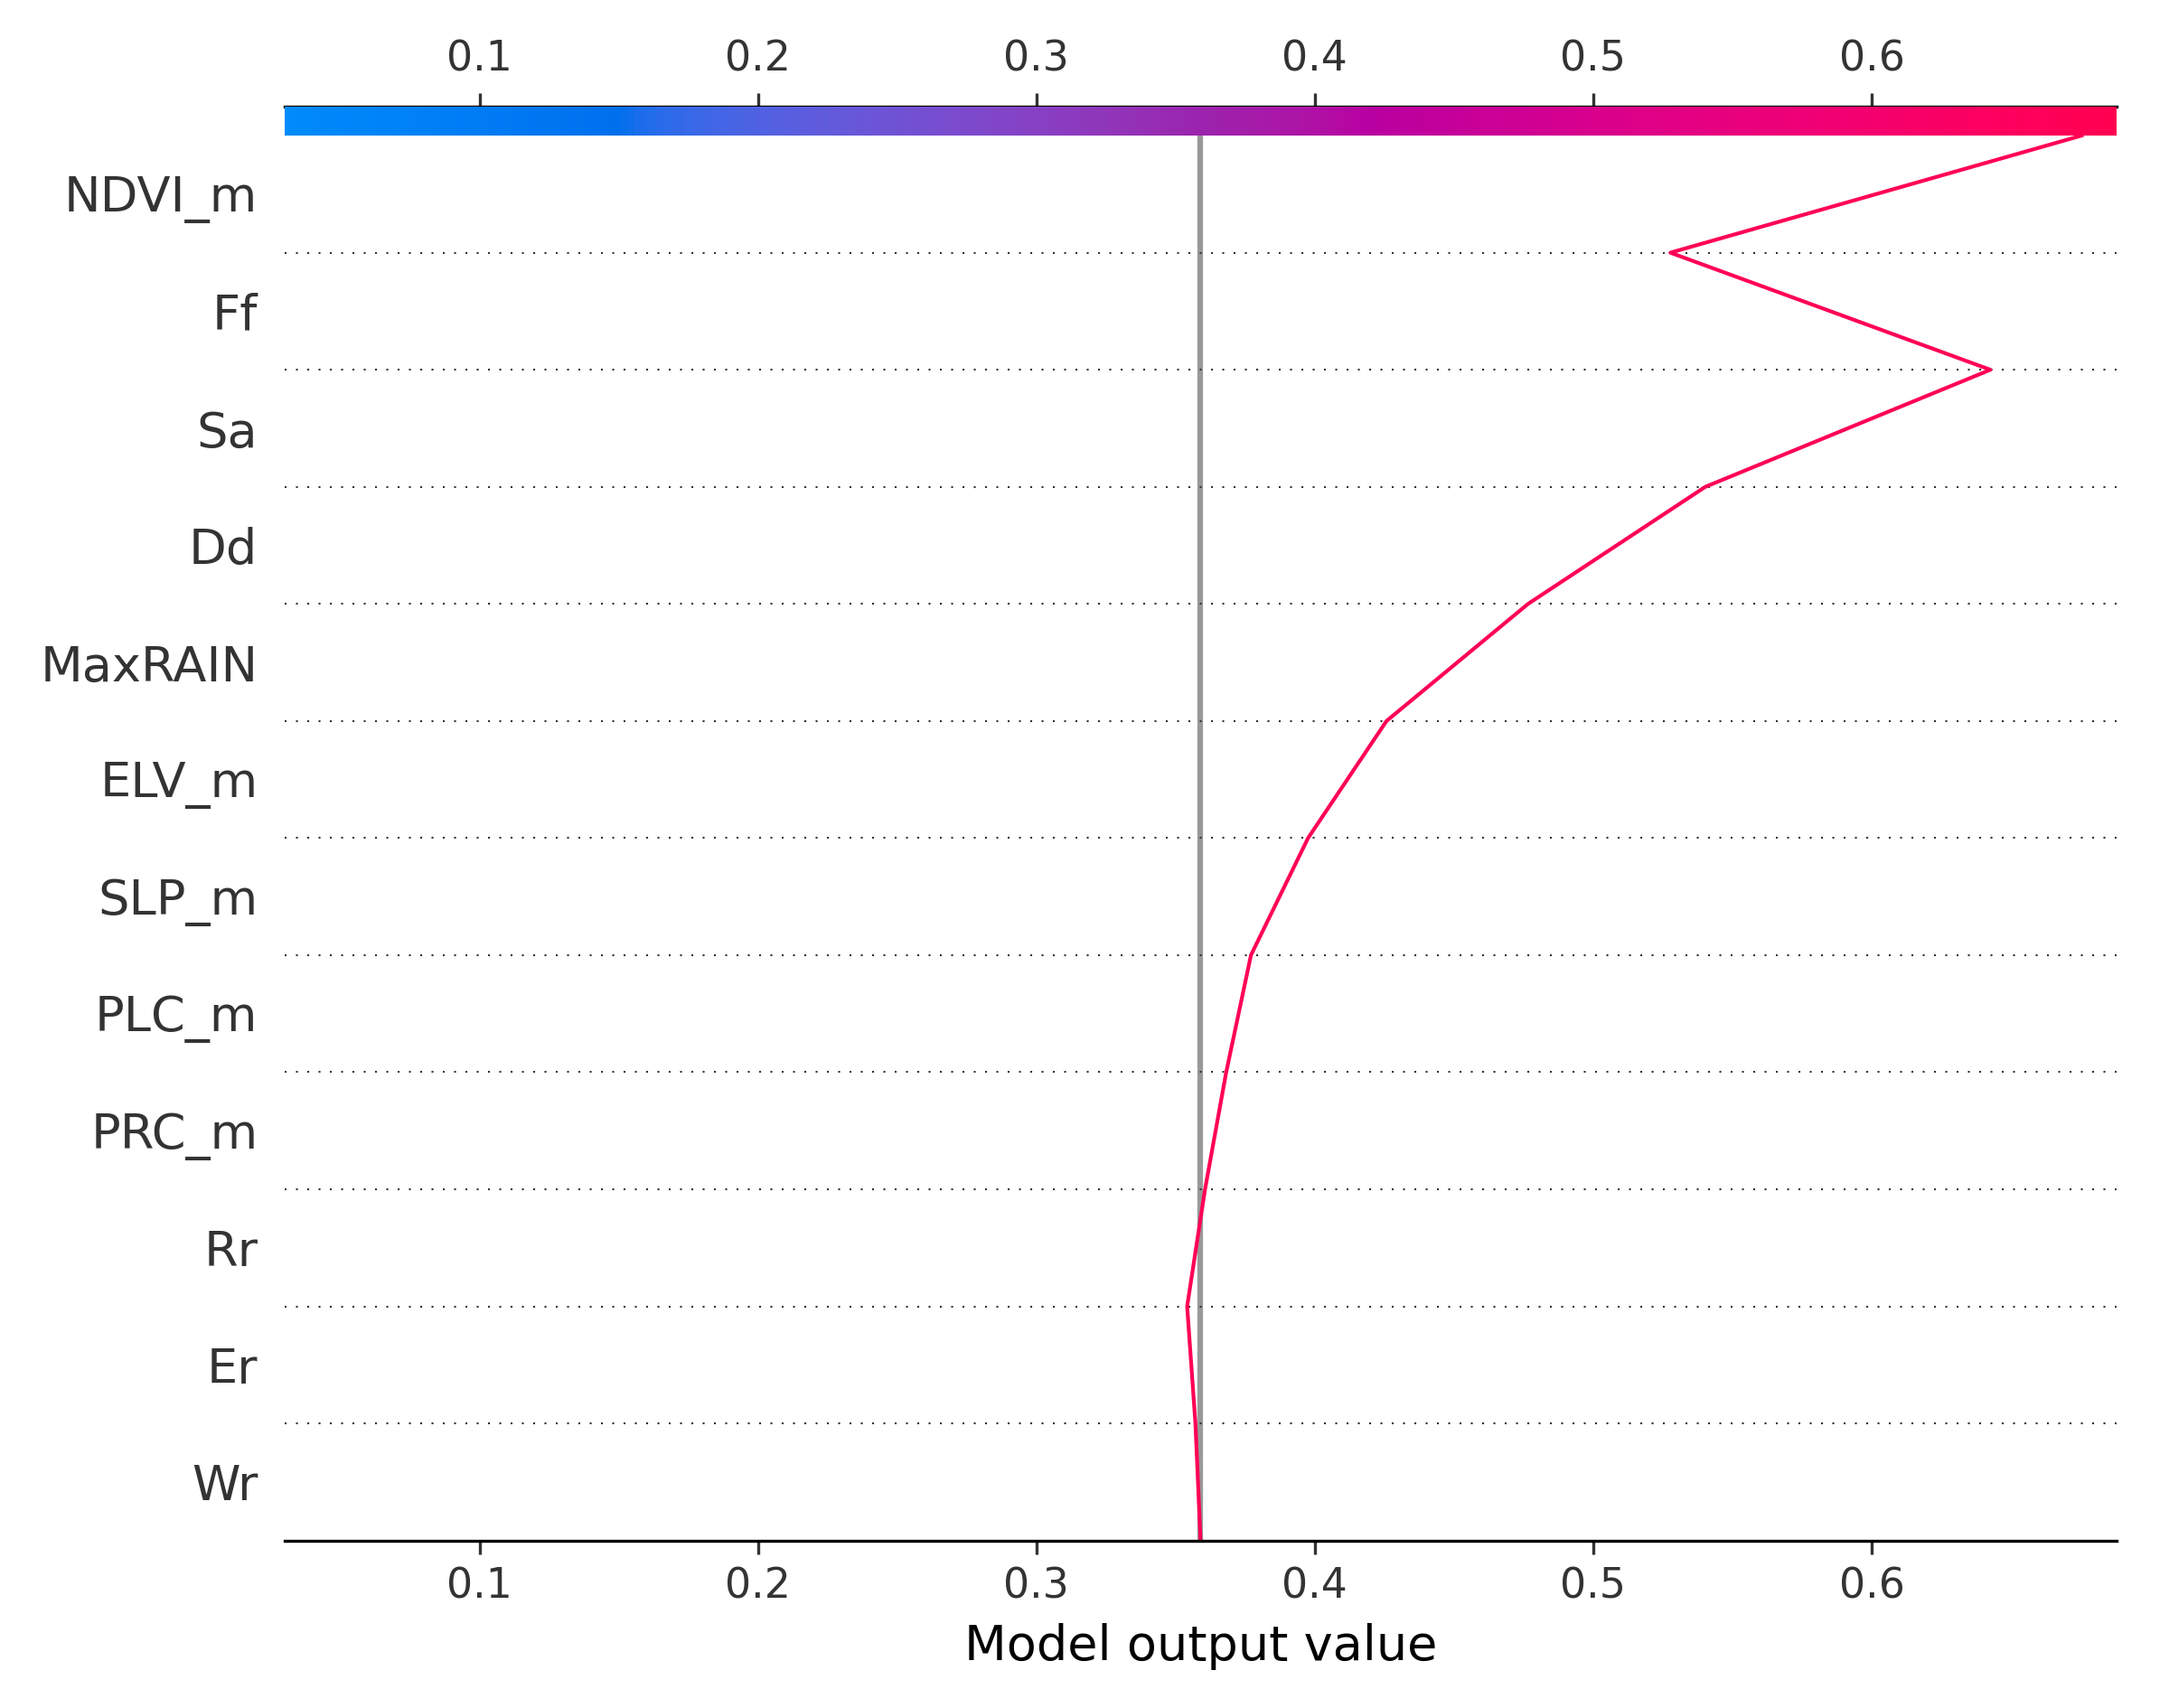 0.1 0.2 0.3 0.4 0.5 0.6
NDVI_m
Ff
Sa
Dd
MaxRAIN
ELV_m
SLP_m
PLC_m
PRC_m
Rr
Er
Wr
0.1 0.2 0.3 0.4 0.5 0.6
Model output value